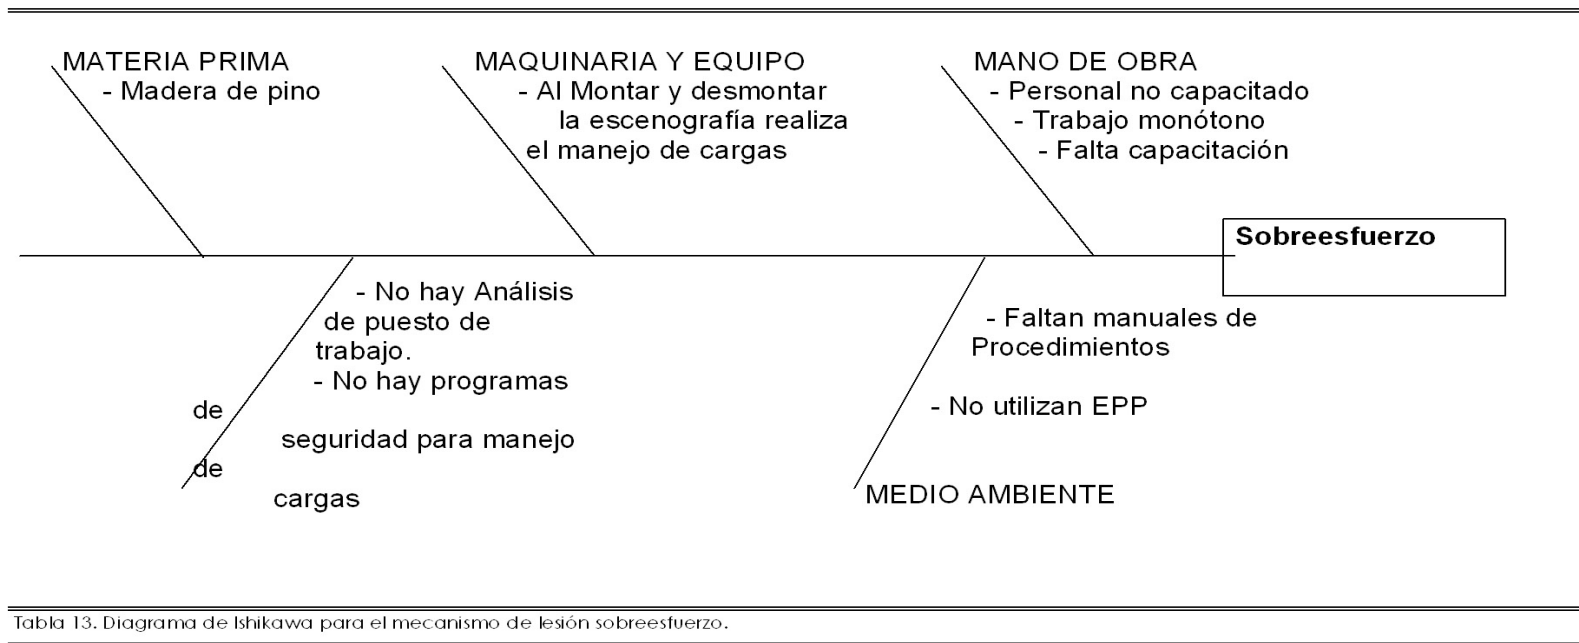 MATERIA PRIMA
- Madera de pino
MAQUINARIA Y EQUIPO
- Al Montar y desmontar
la escenografía realiza
el manejo de cargas
MANO DE OBRA
- Personal no capacitado
- Trabajo monótono
- Falta capacitación
Sobreesfuerzo
- No hay Análisis
de puesto de
trabajo.
- No hay programas
de
seguridad para manejo
de
cargas
- Faltan manuales de
Procedimientos
- No utilizan EPP
MEDIO AMBIENTE
Tabla 13. Diagrama de Ishikawa para el mecanismo de lesión sobreesfuerzo.